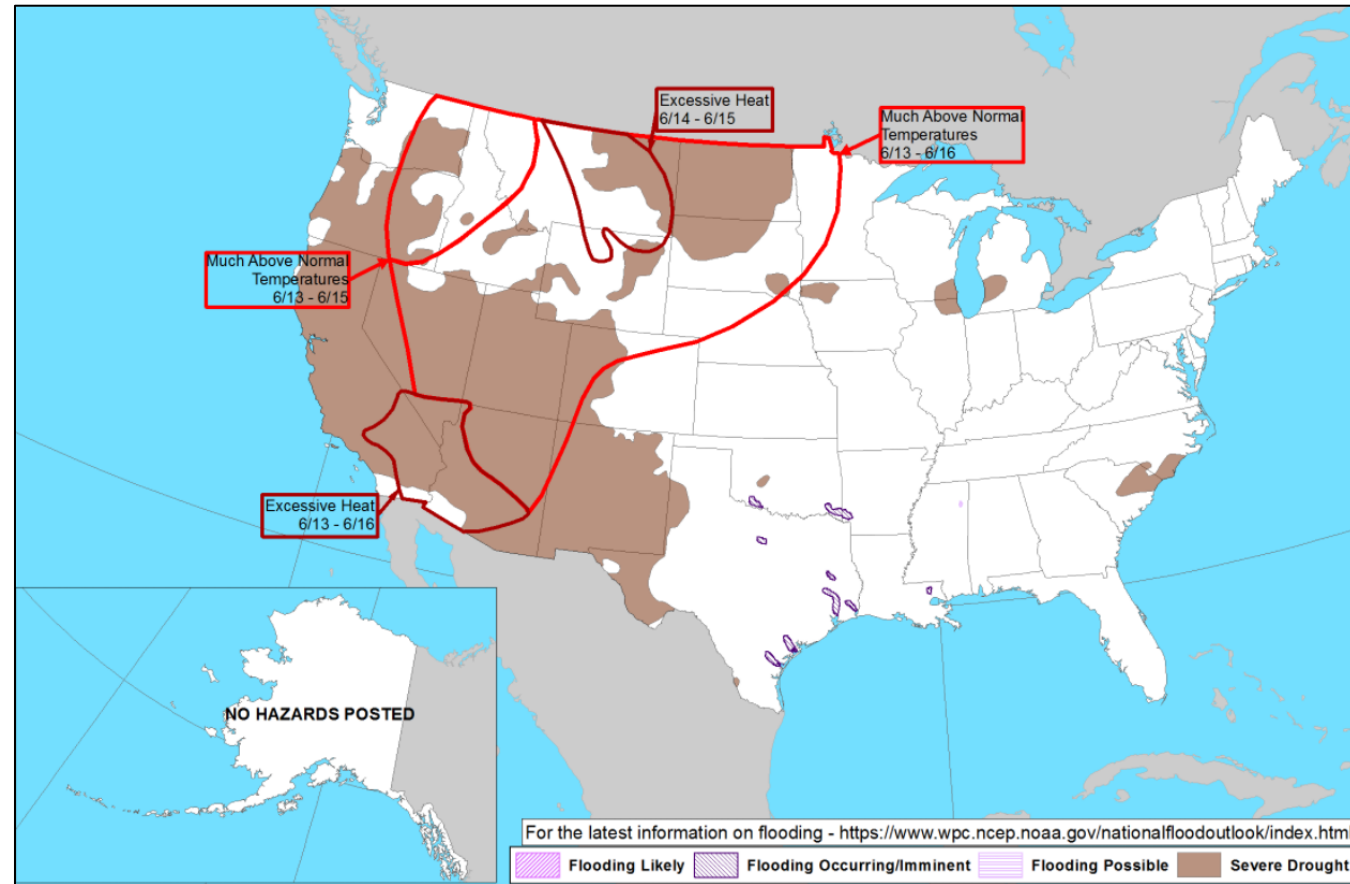 Excessive Heat
6/14 - 6/15
Much Above Normal
Temperatures
6/13 - 6/16
Much Above Normal
Temperatures
6/13 - 6/15
Excessive Heat
6/13 - 6/16
NO HAZARDS POSTED
For the latest information on flooding - https://www.wpc.ncep.noaa.gov/nationalfloodoutlook/index.html
Flooding Likely Flooding Occurring/Imminent Flooding Possible Severe Drought